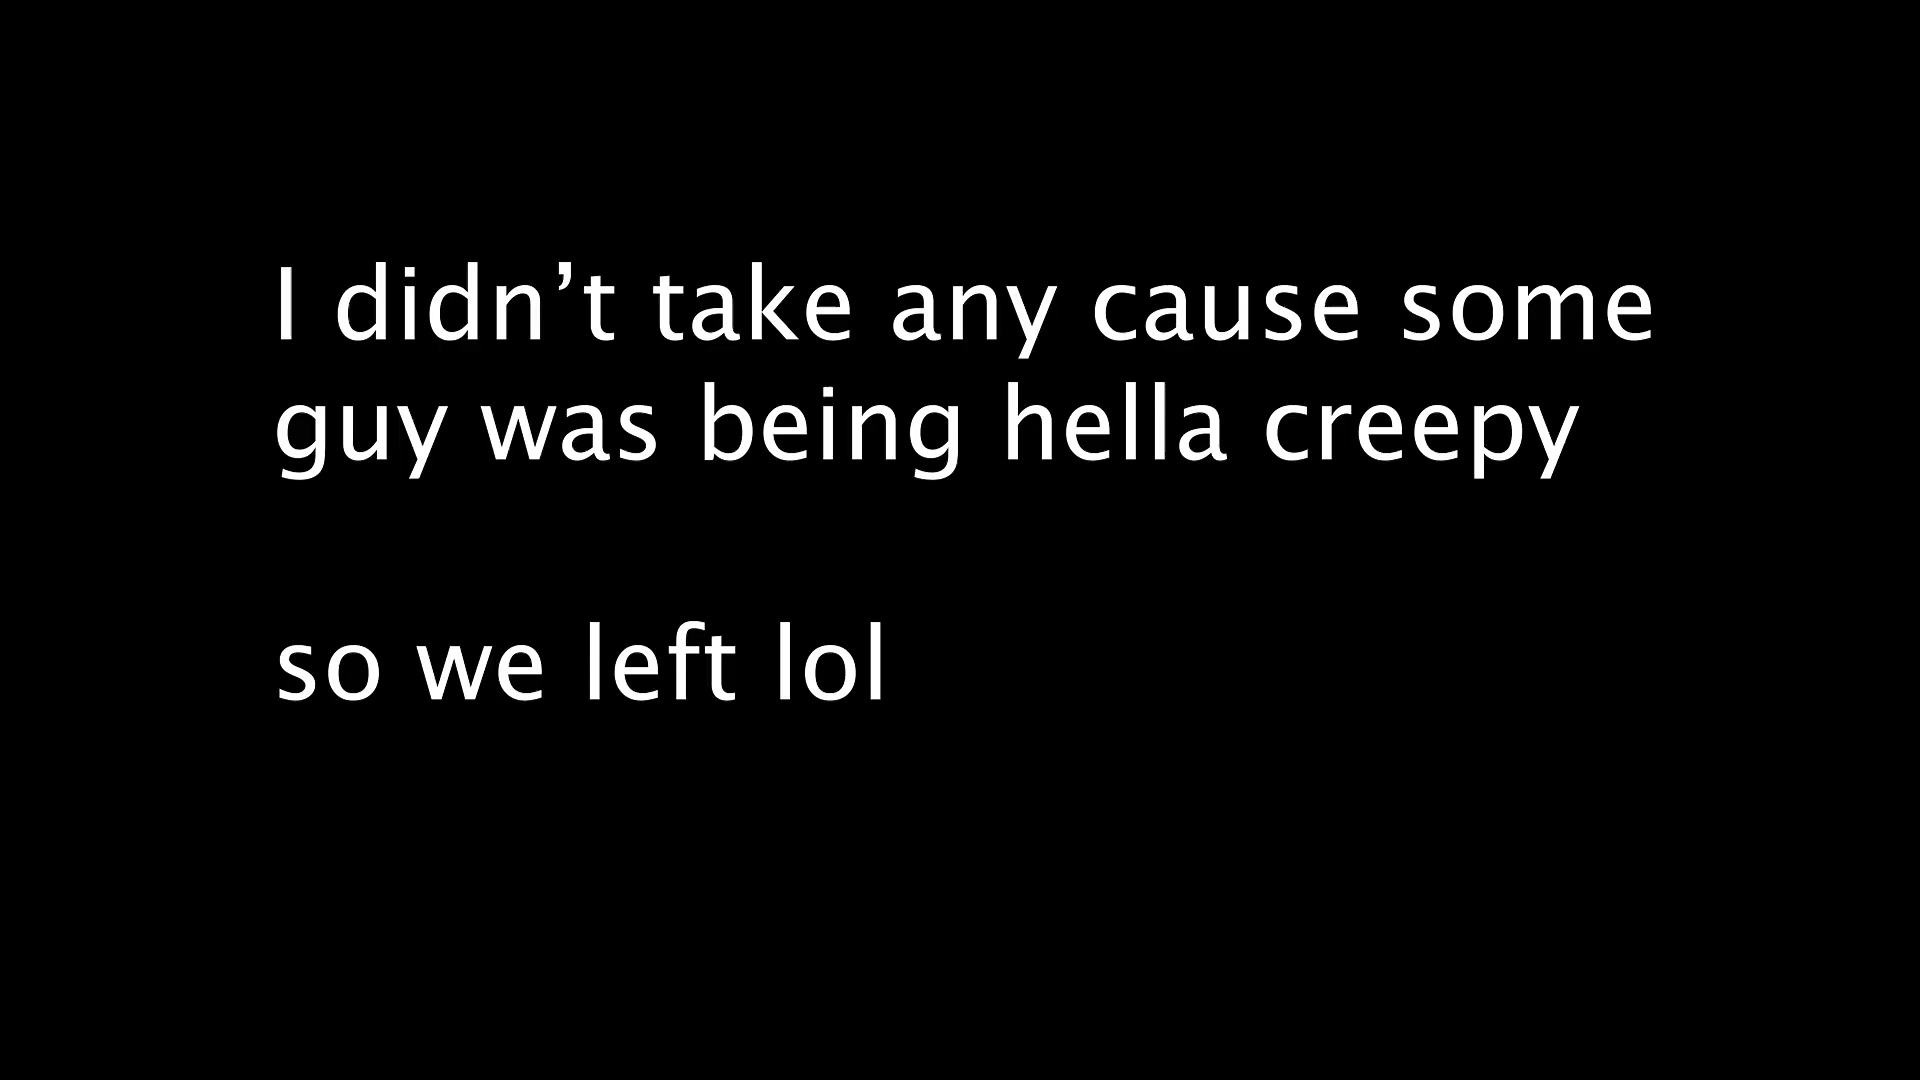 I didn’t take any cause some
guy was being hella creepy
so we left lol